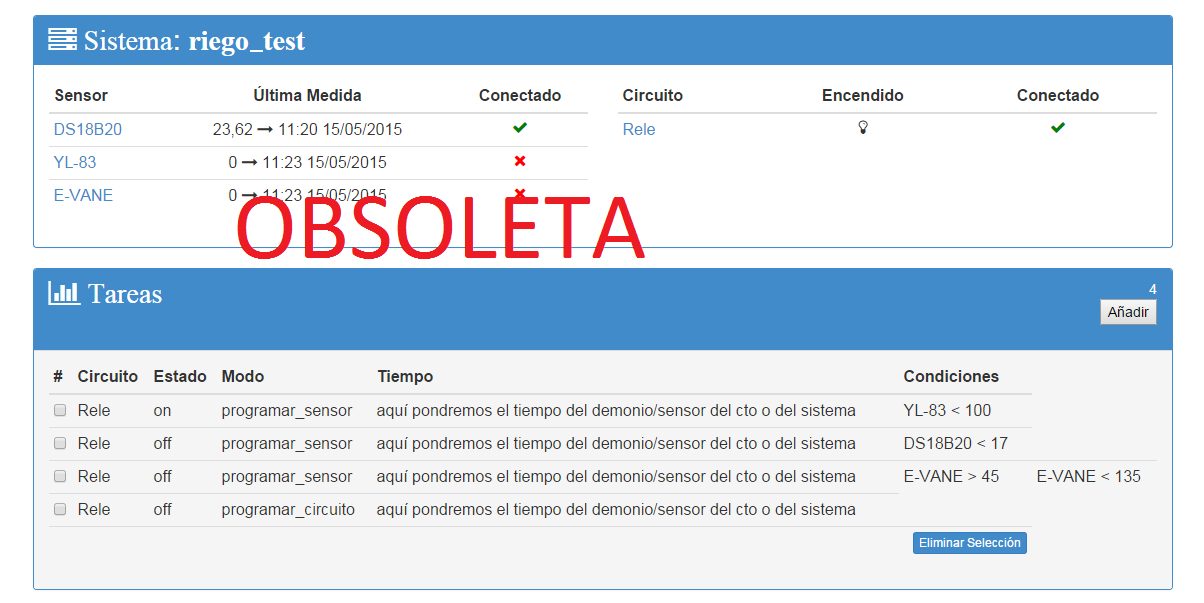 Sistema: riego_test
Sensor Última Medida Conectado
DS18B20 23,62 → 11:20 15/05/2015
YL-83 0 → 11:23 15/05/2015
E-VANE 0 → 11:23 15/05/2015
Circuito Encendido Conectado
Rele
OBSOLETA
Tareas
4
Añadir
# Circuito Estado Modo Tiempo Condiciones
Rele on programar_sensor aquí pondremos el tiempo del demonio/sensor del cto o del sistema YL-83 < 100
Rele off programar_sensor aquí pondremos el tiempo del demonio/sensor del cto o del sistema DS18B20 < 17
Rele off programar_sensor aquí pondremos el tiempo del demonio/sensor del cto o del sistema E-VANE > 45 E-VANE < 135
Rele off programar_circuito aquí pondremos el tiempo del demonio/sensor del cto o del sistema
Eliminar Selección